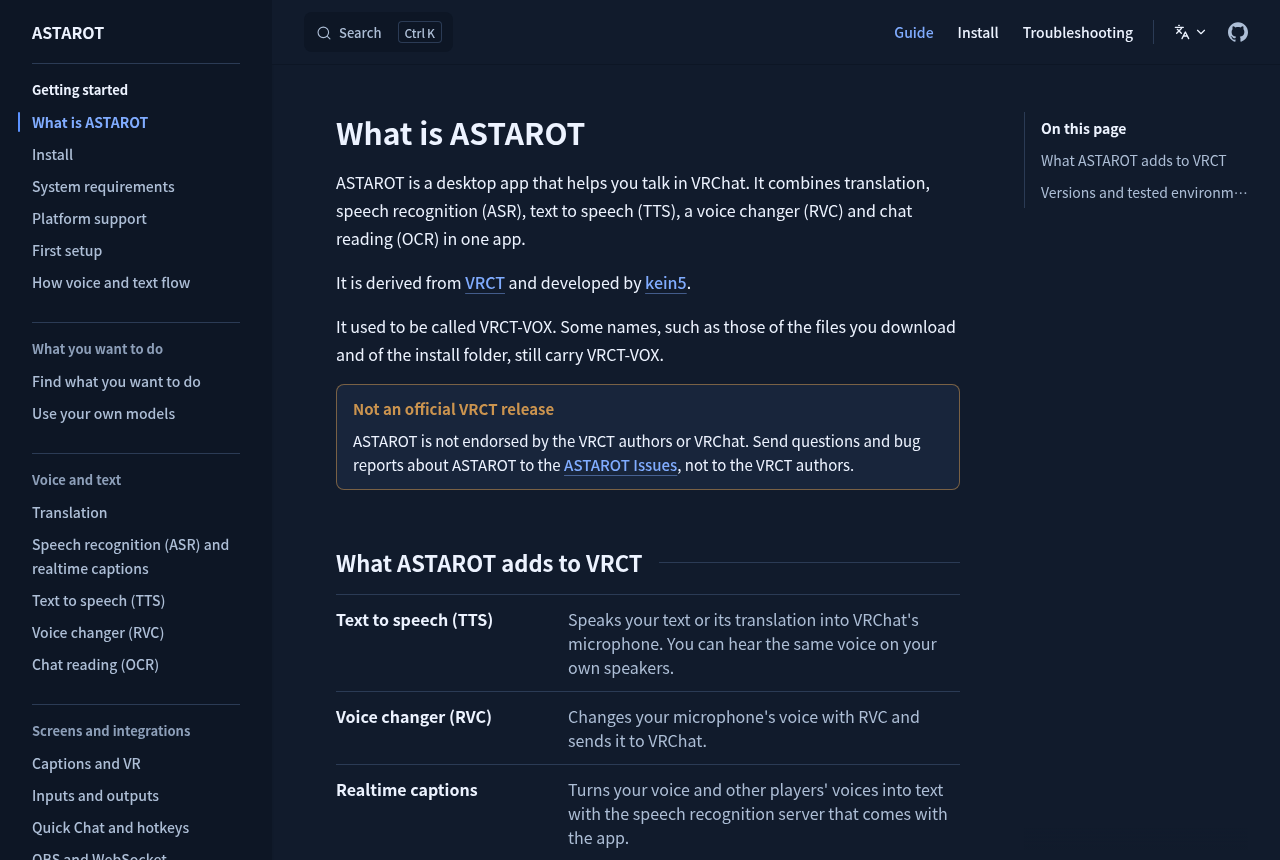 ASTAROT
Search
Ctrl K
Guide
Install
Troubleshooting
Getting started
What is ASTAROT
Install
System requirements
Platform support
First setup
How voice and text flow
What you want to do
Find what you want to do
Use your own models
Voice and text
Translation
Speech recognition (ASR) and
realtime captions
Text to speech (TTS)
Voice changer (RVC)
Chat reading (OCR)
Screens and integrations
Captions and VR
Inputs and outputs
Quick Chat and hotkeys
OBS and WebSocket
What is ASTAROT
ASTAROT is a desktop app that helps you talk in VRChat. It combines translation,
speech recognition (ASR), text to speech (TTS), a voice changer (RVC) and chat
reading (OCR) in one app.
It is derived from VRCT and developed by kein5.
It used to be called VRCT-VOX. Some names, such as those of the files you download
and of the install folder, still carry VRCT-VOX.
Not an official VRCT release
ASTAROT is not endorsed by the VRCT authors or VRChat. Send questions and bug
reports about ASTAROT to the ASTAROT Issues, not to the VRCT authors.
What ASTAROT adds to VRCT
Text to speech (TTS)
Speaks your text or its translation into VRChat's
microphone. You can hear the same voice on your
own speakers.
Voice changer (RVC)
Changes your microphone's voice with RVC and
sends it to VRChat.
Realtime captions
Turns your voice and other players' voices into text
with the speech recognition server that comes with
the app.
On this page
What ASTAROT adds to VRCT
Versions and tested environm…